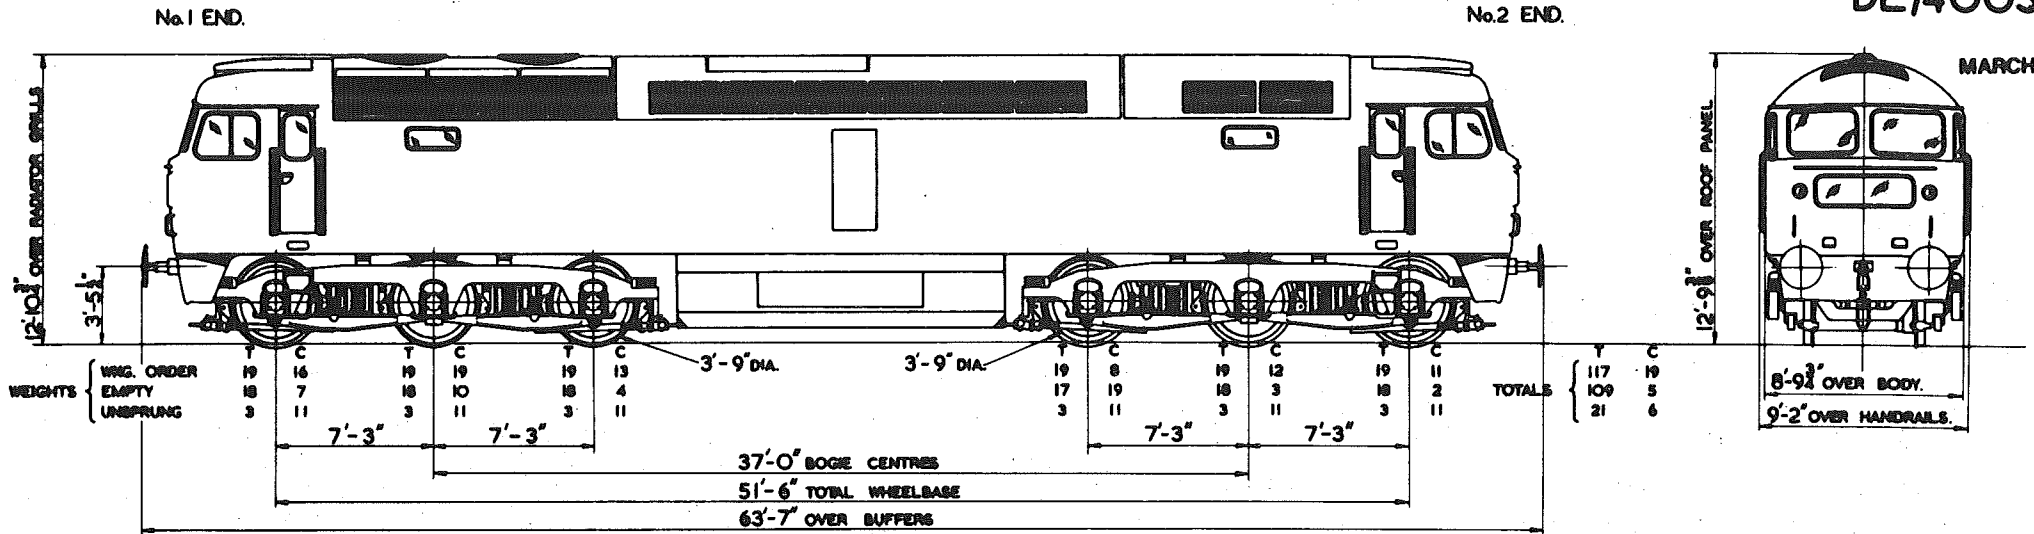 No.1 END.
No.2 END.
DE/4003
MARCH
12'-10¾" OVER RADIATOR GRILLS
3'-5½"
12'-9⅜" OVER ROOF PANEL
T C T C T C T C T C T C T C
WEIGHTS
WKG. ORDER 19 16 19 19 19 13 19 8 19 12 19 11
EMPTY 18 7 18 10 18 4 17 19 18 3 18 2
UNSPRUNG 3 11 3 11 3 11 3 11 3 11 3 11
3'-9" DIA.
3'-9" DIA.
TOTALS
117 19
109 5
21 6
8'-9¾" OVER BODY.
9'-2" OVER HANDRAILS.
7'-3" 7'-3" 7'-3" 7'-3"
37'-0" BOGIE CENTRES
51'-6" TOTAL WHEELBASE
63'-7" OVER BUFFERS